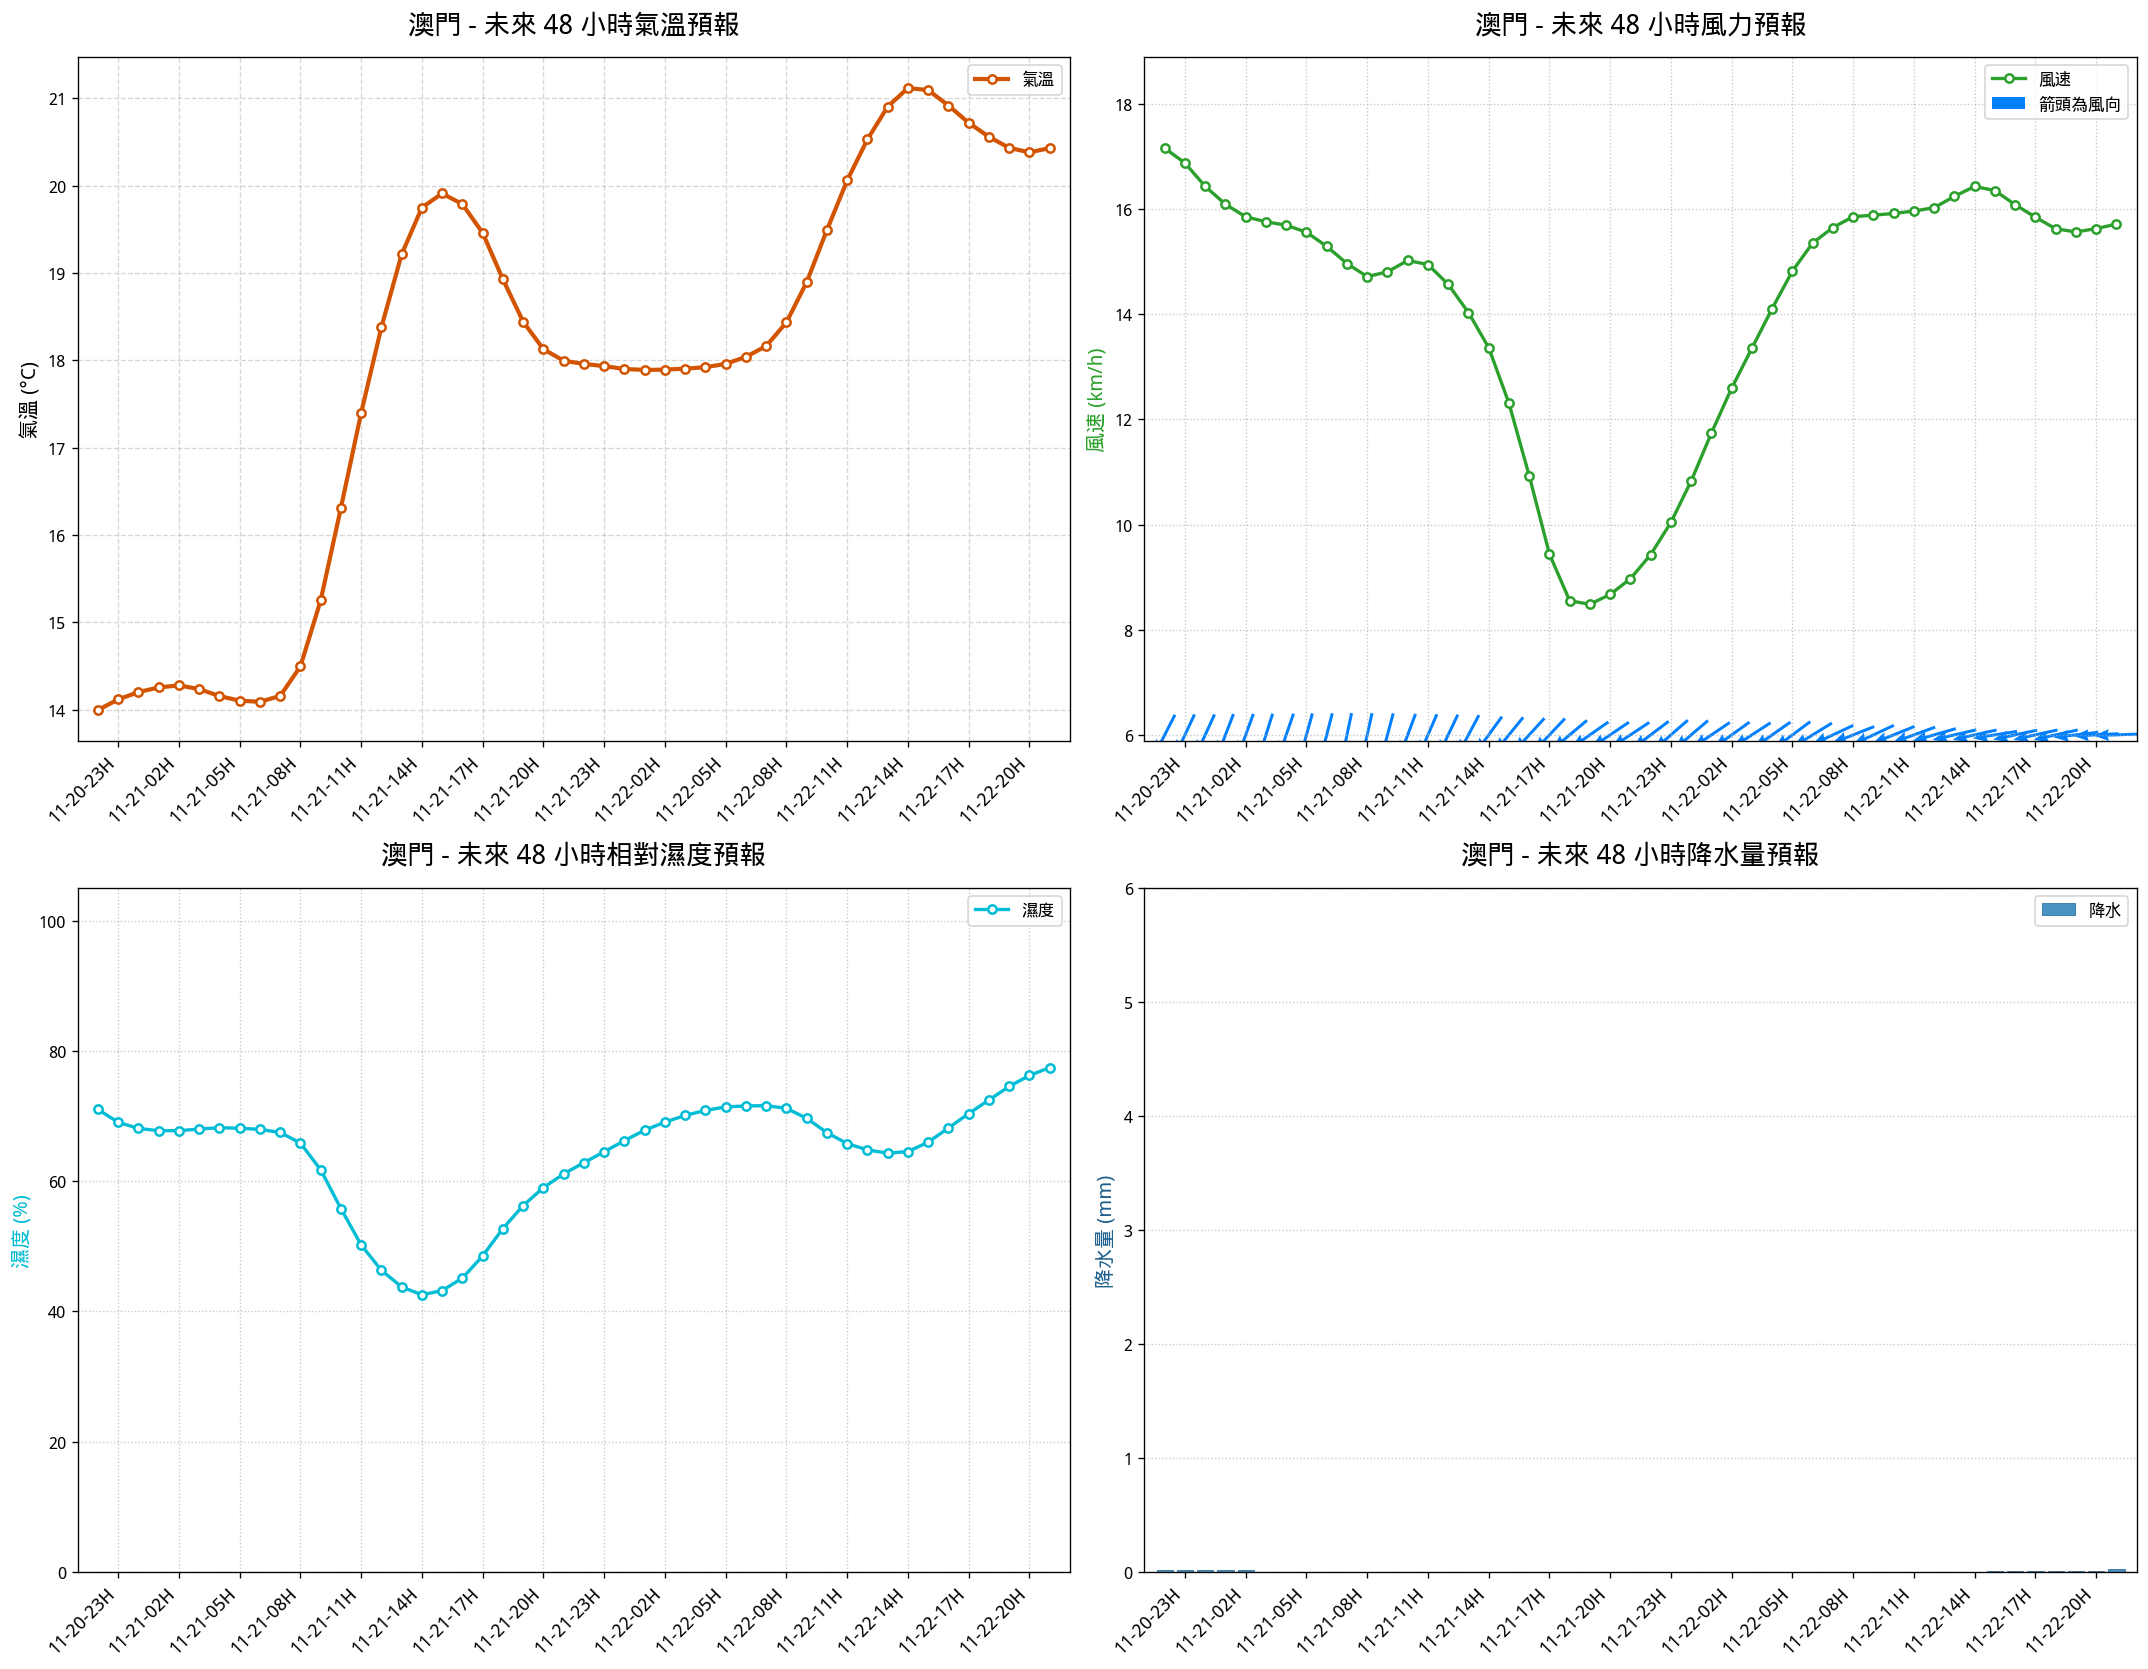 澳門 - 未來 48 小時氣溫預報
氣溫
氣溫 (°C)
21
20
19
18
17
16
15
14
11-20-23H
11-21-02H
11-21-05H
11-21-08H
11-21-11H
11-21-14H
11-21-17H
11-21-20H
11-21-23H
11-22-02H
11-22-05H
11-22-08H
11-22-11H
11-22-14H
11-22-17H
11-22-20H
澳門 - 未來 48 小時風力預報
風速
箭頭為風向
風速 (km/h)
18
16
14
12
10
8
6
11-20-23H
11-21-02H
11-21-05H
11-21-08H
11-21-11H
11-21-14H
11-21-17H
11-21-20H
11-21-23H
11-22-02H
11-22-05H
11-22-08H
11-22-11H
11-22-14H
11-22-17H
11-22-20H
澳門 - 未來 48 小時相對濕度預報
濕度
濕度 (%)
100
80
60
40
20
0
11-20-23H
11-21-02H
11-21-05H
11-21-08H
11-21-11H
11-21-14H
11-21-17H
11-21-20H
11-21-23H
11-22-02H
11-22-05H
11-22-08H
11-22-11H
11-22-14H
11-22-17H
11-22-20H
澳門 - 未來 48 小時降水量預報
降水
降水量 (mm)
6
5
4
3
2
1
0
11-20-23H
11-21-02H
11-21-05H
11-21-08H
11-21-11H
11-21-14H
11-21-17H
11-21-20H
11-21-23H
11-22-02H
11-22-05H
11-22-08H
11-22-11H
11-22-14H
11-22-17H
11-22-20H